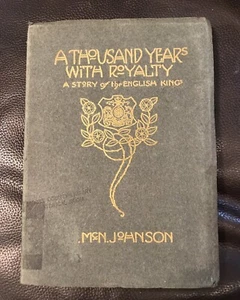 A THOUSAND YEARS
WITH ROYALTY
A STORY of the ENGLISH KINGS
MCN. JOHNSON